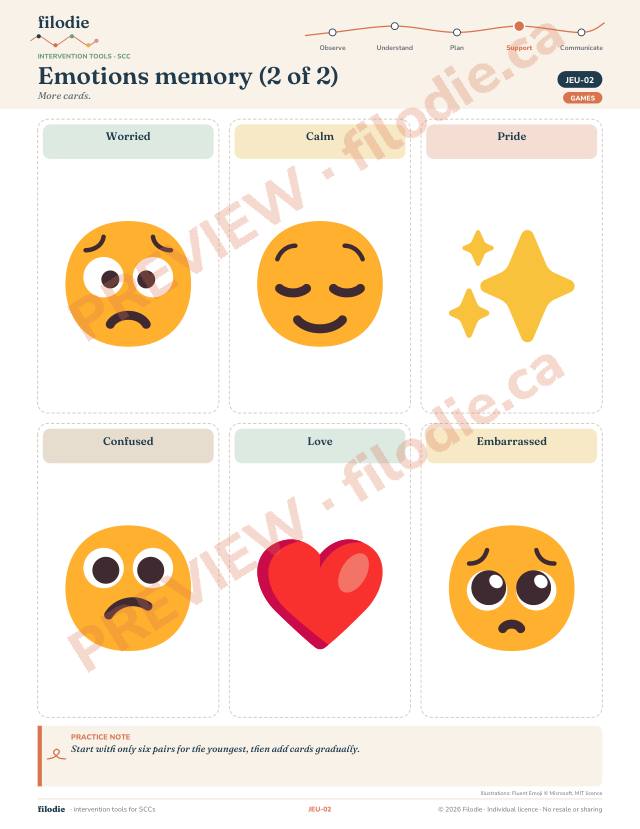 filodie
Observe Understand Plan Support Communicate
INTERVENTION TOOLS · SCC
Emotions memory (2 of 2)
More cards.
JEU-02
GAMES
Worried
Calm
Pride
Confused
Love
Embarrassed
PREVIEW · filodie.ca
PREVIEW · filodie.ca
PRACTICE NOTE
Start with only six pairs for the youngest, then add cards gradually.
Illustrations: Fluent Emoji © Microsoft, MIT licence
filodie · Intervention tools for SCCs JEU-02 © 2026 Filodie · Individual licence · No resale or sharing